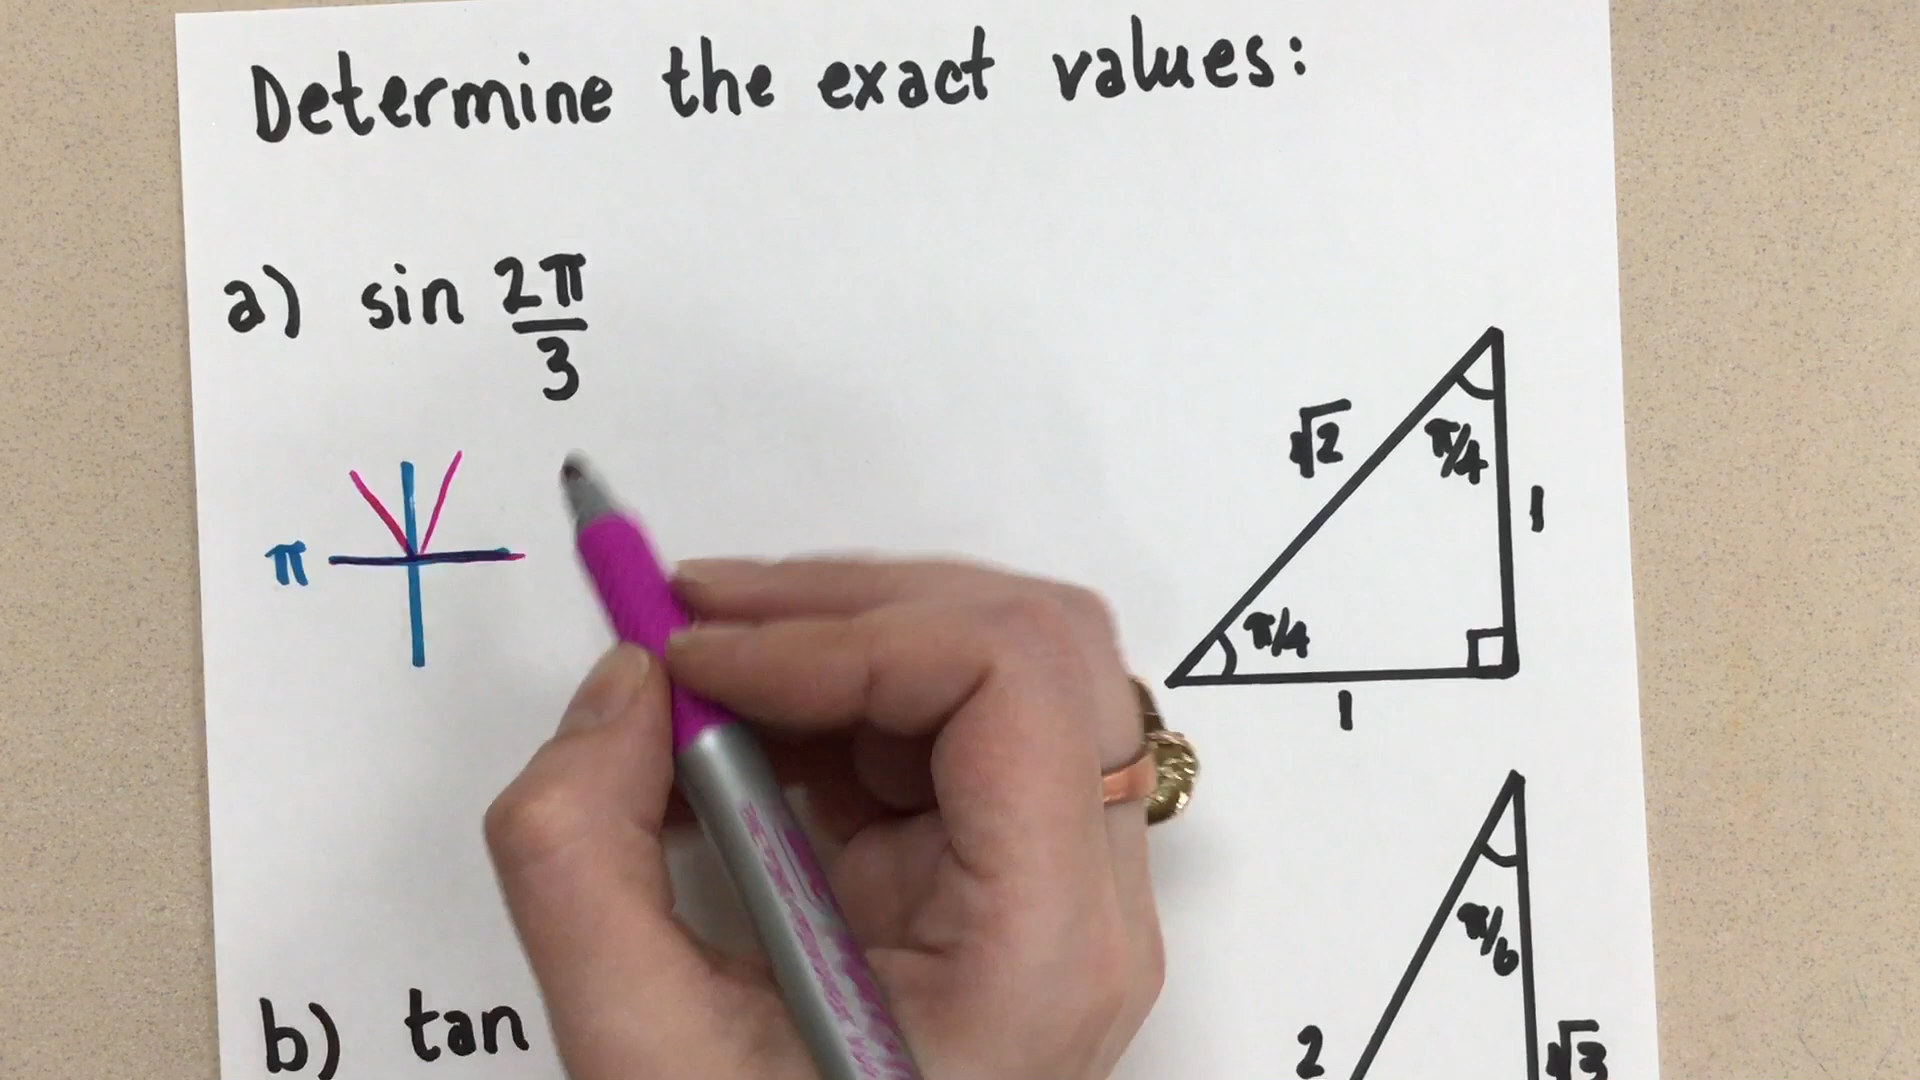 Determine the exact values:
a) sin 2π/3
π
√2
π/4
1
π/4
1
π/6
b) tan
2
√3